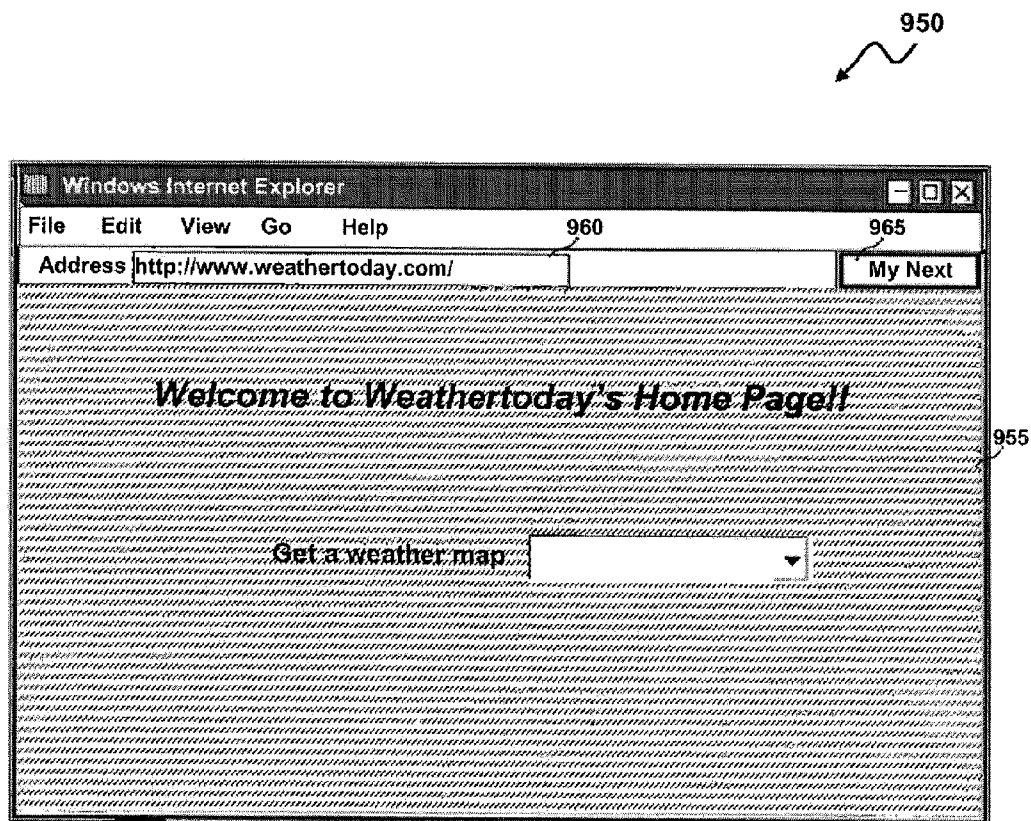 950
Windows Internet Explorer
File Edit View Go Help 960 965
Address http://www.weathertoday.com/ My Next
Welcome to Weathertoday's Home Page!!
955
Get a weather map